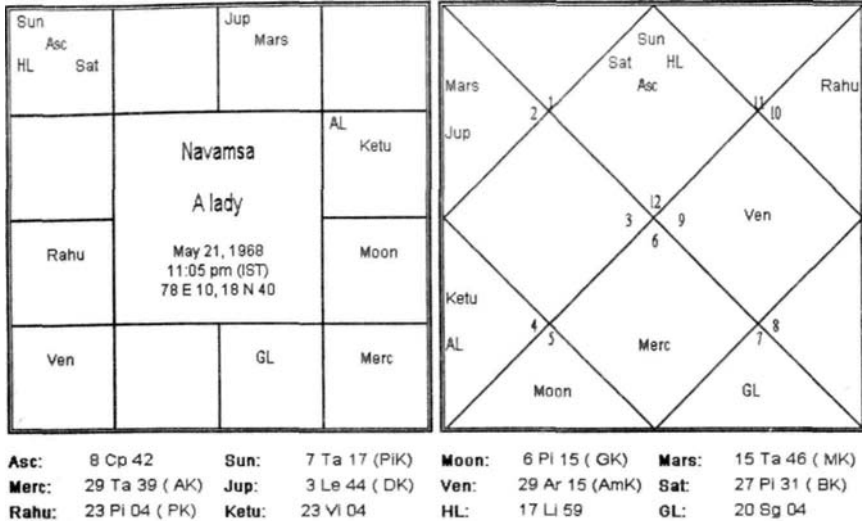 Sun
Asc
HL Sat
Jup
Mars
AL
Ketu
Navamsa
A lady
May 21, 1968
11:05 pm (IST)
78 E 10, 18 N 40
Rahu
Moon
Ven
GL
Merc
Sun
Sat HL
Asc
Mars
Jup
Rahu
1
2
11
10
12
3 9
6
Ven
Ketu
AL
4
5
Merc
8
7
Moon
GL
Asc: 8 Cp 42 Sun: 7 Ta 17 (PiK) Moon: 6 Pi 15 ( GK) Mars: 15 Ta 46 ( MK)
Merc: 29 Ta 39 ( AK) Jup: 3 Le 44 ( DK) Ven: 29 Ar 15 (AmK) Sat: 27 Pi 31 ( BK)
Rahu: 23 Pi 04 ( PK) Ketu: 23 Vi 04 HL: 17 Li 59 GL: 20 Sg 04